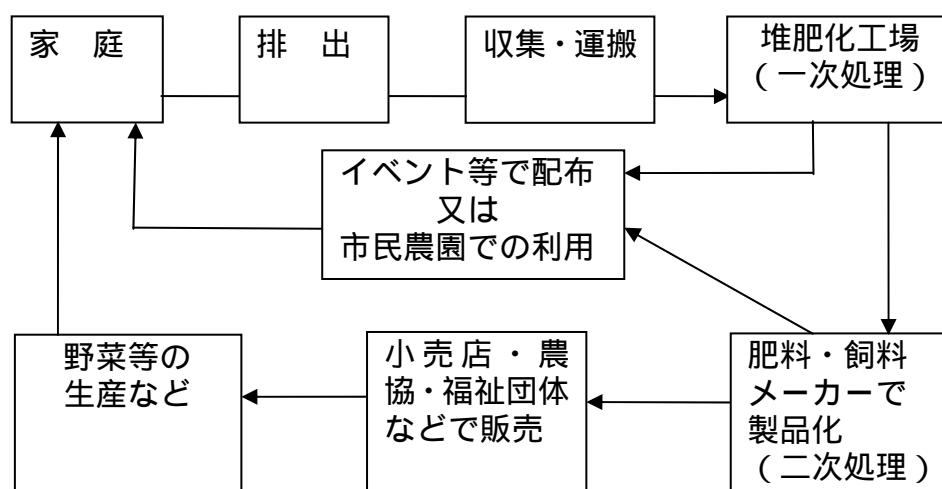 家　庭
排　出
収集・運搬
堆肥化工場
（一次処理）
イベント等で配布
又は
市民農園での利用
野菜等の
生産など
小売店・農
協・福祉団体
などで販売
肥料・飼料
メーカーで
製品化
（二次処理）